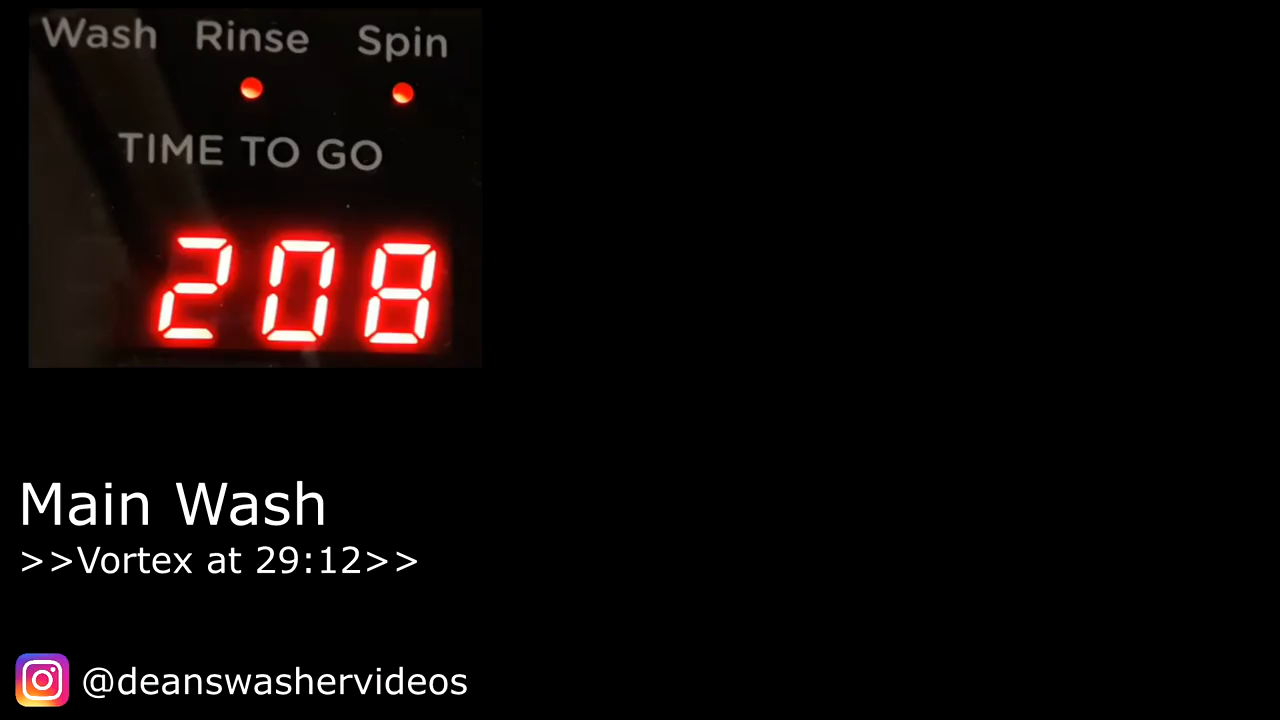 Wash Rinse Spin
TIME TO GO
208
Main Wash
>>Vortex at 29:12>>
@deanswashervideos